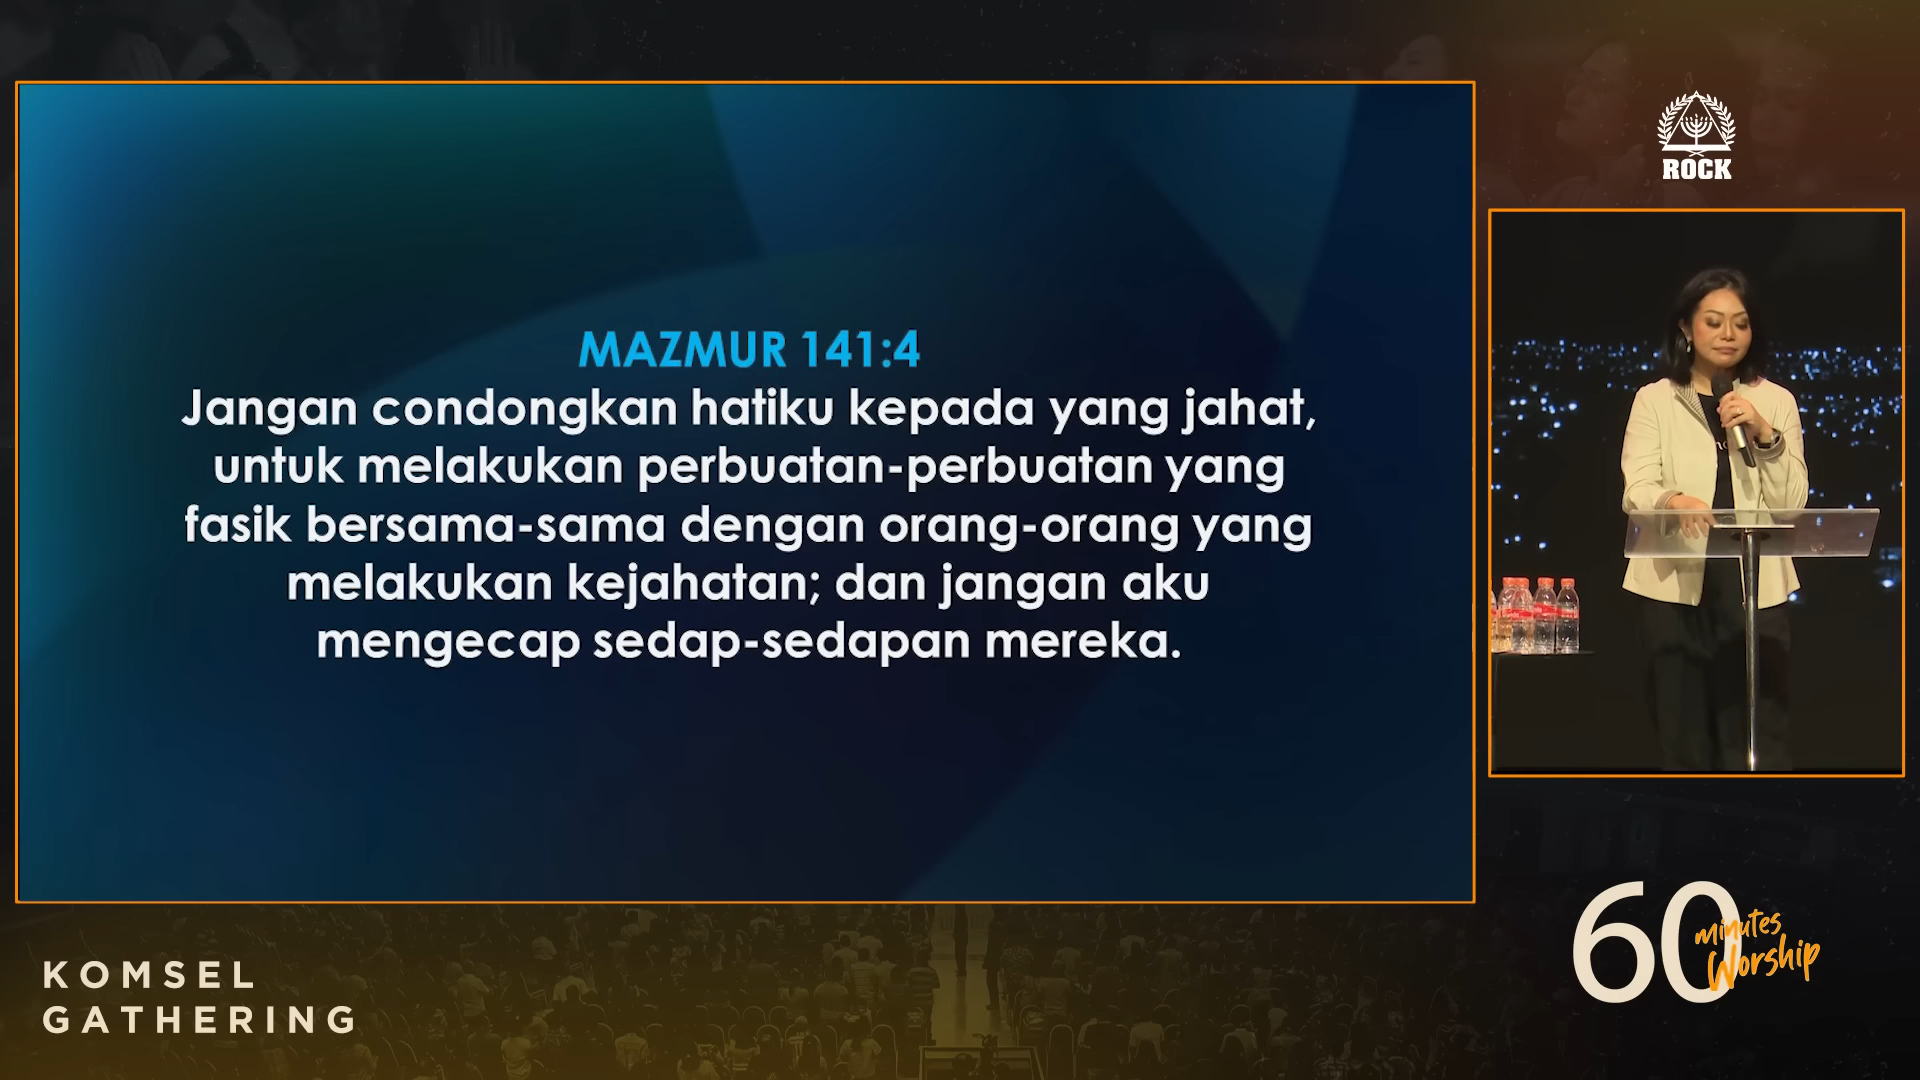 MAZMUR 141:4
Jangan condongkan hatiku kepada yang jahat,
untuk melakukan perbuatan-perbuatan yang
fasik bersama-sama dengan orang-orang yang
melakukan kejahatan; dan jangan aku
mengecap sedap-sedapan mereka.
ROCK
KOMSEL
GATHERING
60
minutes
Worship